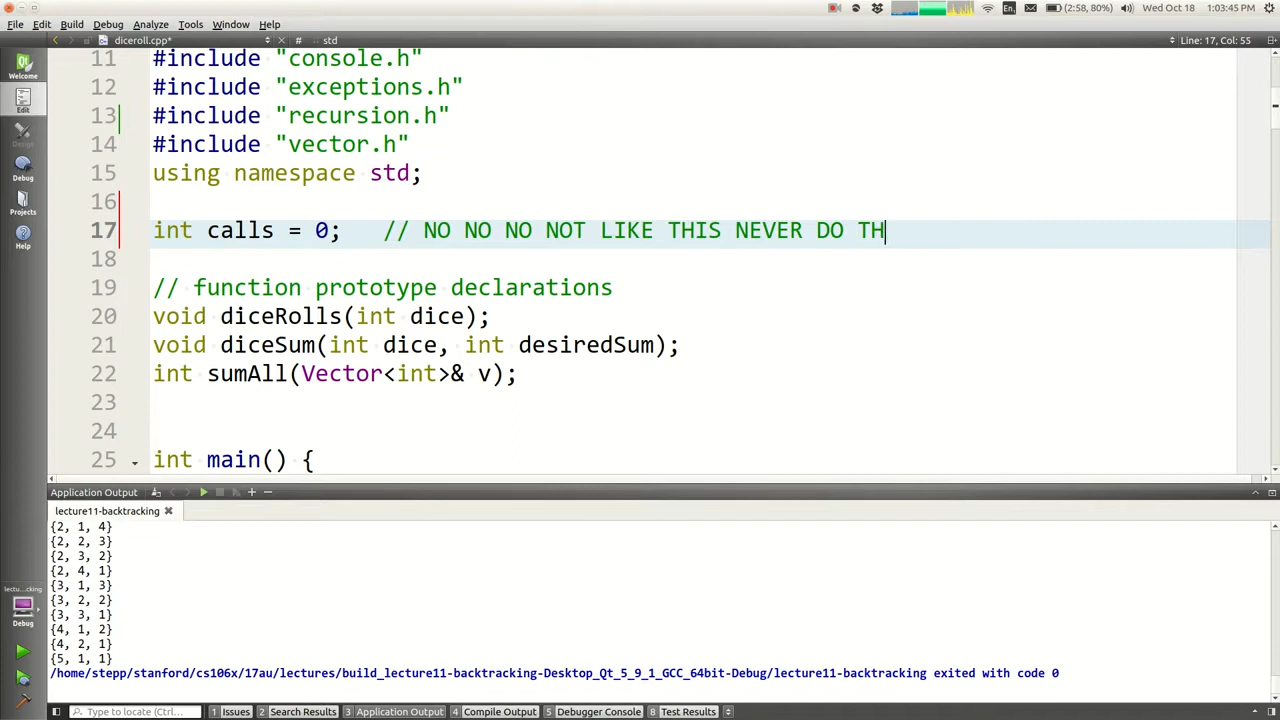 File Edit Build Debug Analyze Tools Window Help
En (2:58, 80%) Wed Oct 18 1:03:45 PM
diceroll.cpp* # std Line: 17, Col: 55
Welcome
Edit
Design
Debug
Projects
Help
11 #include "console.h"
12 #include "exceptions.h"
13 #include "recursion.h"
14 #include "vector.h"
15 using namespace std;
16
17 int calls = 0; // NO NO NO NOT LIKE THIS NEVER DO TH
18
19 // function prototype declarations
20 void diceRolls(int dice);
21 void diceSum(int dice, int desiredSum);
22 int sumAll(Vector<int>& v);
23
24
25 int main() {
Application Output
lecture11-backtracking
{2, 1, 4}
{2, 2, 3}
{2, 3, 2}
{2, 4, 1}
{3, 1, 3}
{3, 2, 2}
{3, 3, 1}
{4, 1, 2}
{4, 2, 1}
{5, 1, 1}
/home/stepp/stanford/cs106x/17au/lectures/build_lecture11-backtracking-Desktop_Qt_5_9_1_GCC_64bit-Debug/lecture11-backtracking exited with code 0
lectu...cking
Debug
Type to locate (Ctrl... 1 Issues 2 Search Results 3 Application Output 4 Compile Output 5 Debugger Console 8 Test Results